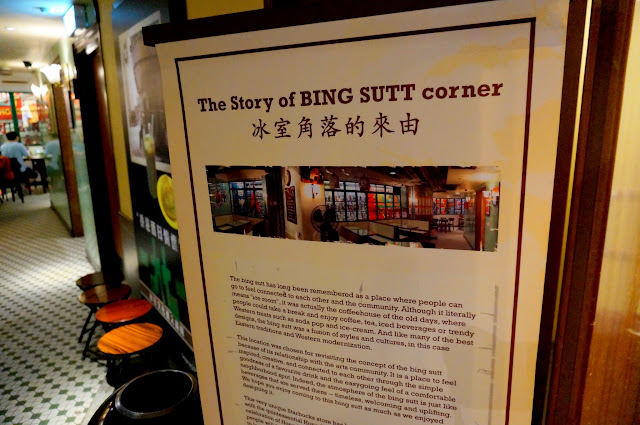 The Story of BING SUTT corner
冰室角落的來由
The bing sutt has long been remembered as a place where people can
go to feel connected to each other and the community. Although it literally
means "ice room", it was actually the coffeehouse of the old days, where
people could take a break and enjoy coffee, tea, iced beverages or trendy
Western treats such as soda pop and ice-cream. And like many of the best
designs, the bing sutt was a fusion of styles and cultures, in this case
Eastern traditions and Western modernization.
This location was chosen for revisiting the concept of the bing sutt
because of its relationship with the arts community. It is a place to feel
inspired, creative, and connected to each other through the simple
goodness of a favourite drink and the easygoing feel of a comfortable
neighborhood spot. Indeed, the atmosphere of the bing sutt is just like
beverages that are served there – timeless, welcoming and uplifting.
We hope you enjoy coming to this bing sutt as much as we enjoyed
This very unique Starbucks store has